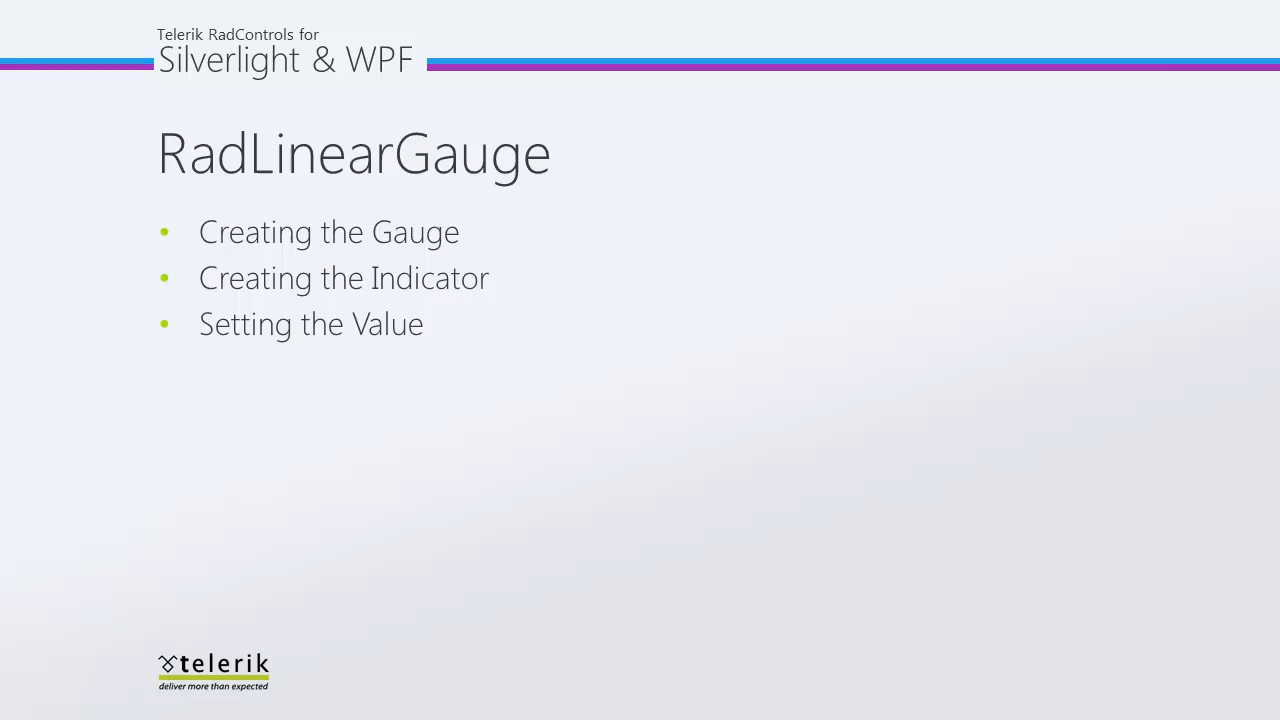 Telerik RadControls for
Silverlight & WPF
RadLinearGauge
• Creating the Gauge
• Creating the Indicator
• Setting the Value
telerik
deliver more than expected